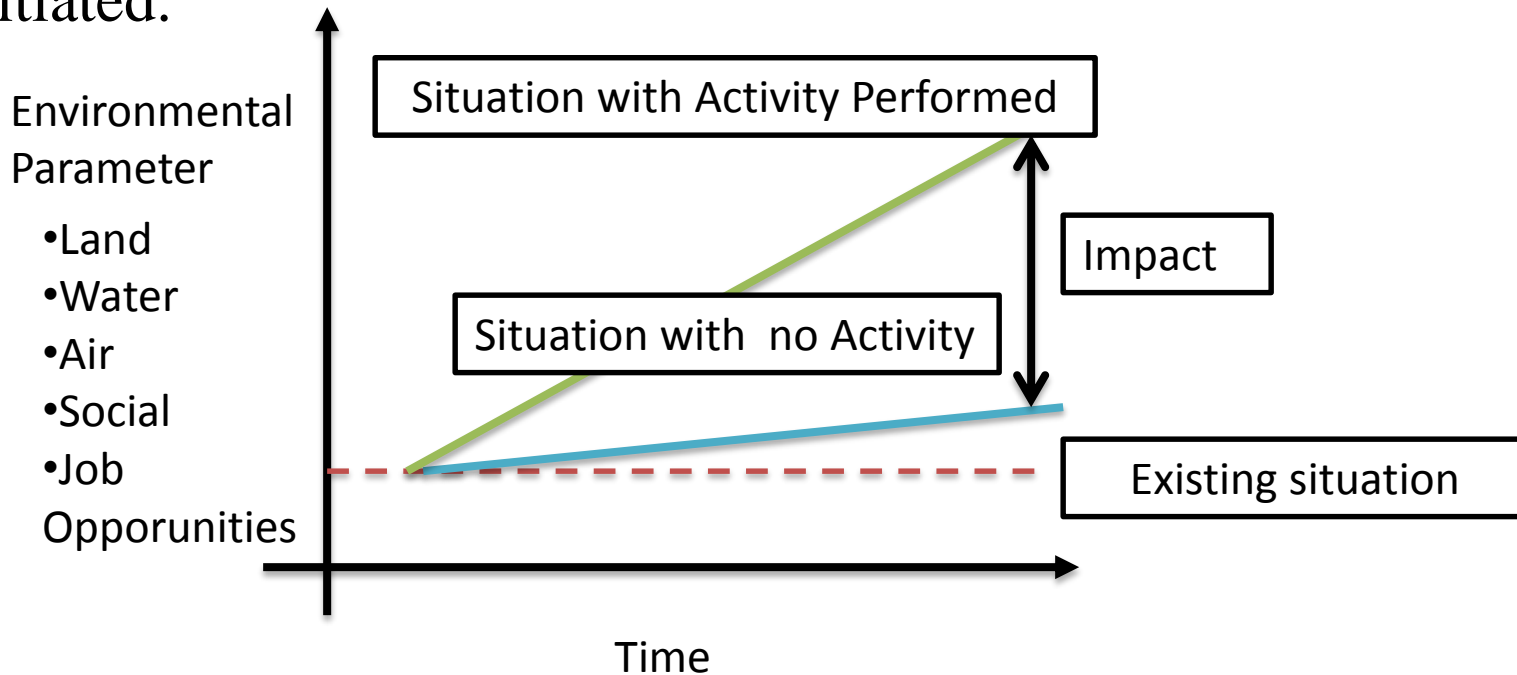 itiated.
Situation with Activity Performed
Environmental
Parameter
•Land
•Water
•Air
•Social
•Job
Opporunities
Impact
Situation with no Activity
Existing situation
Time